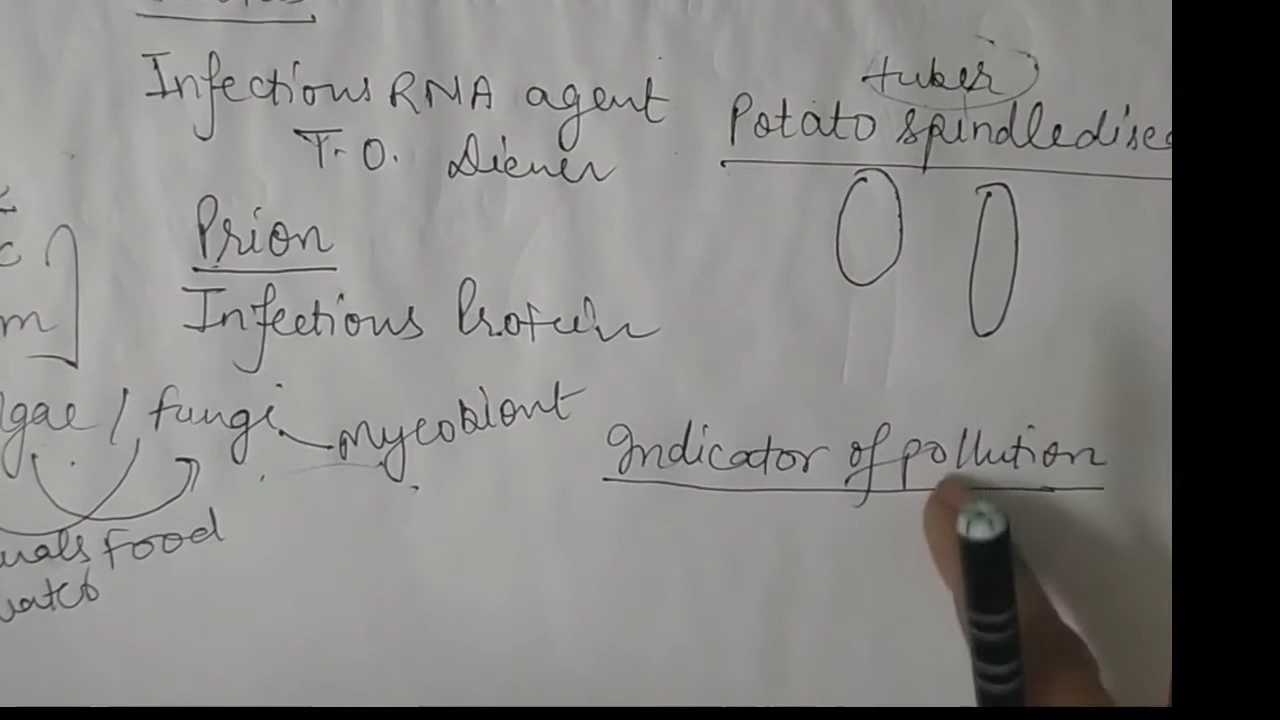 Infectious RNA agent
T. O. Diener
tuber
Potato spindle
Prion
Infectious Protein
m
fungi mycobiont
Indicator of pollution
food